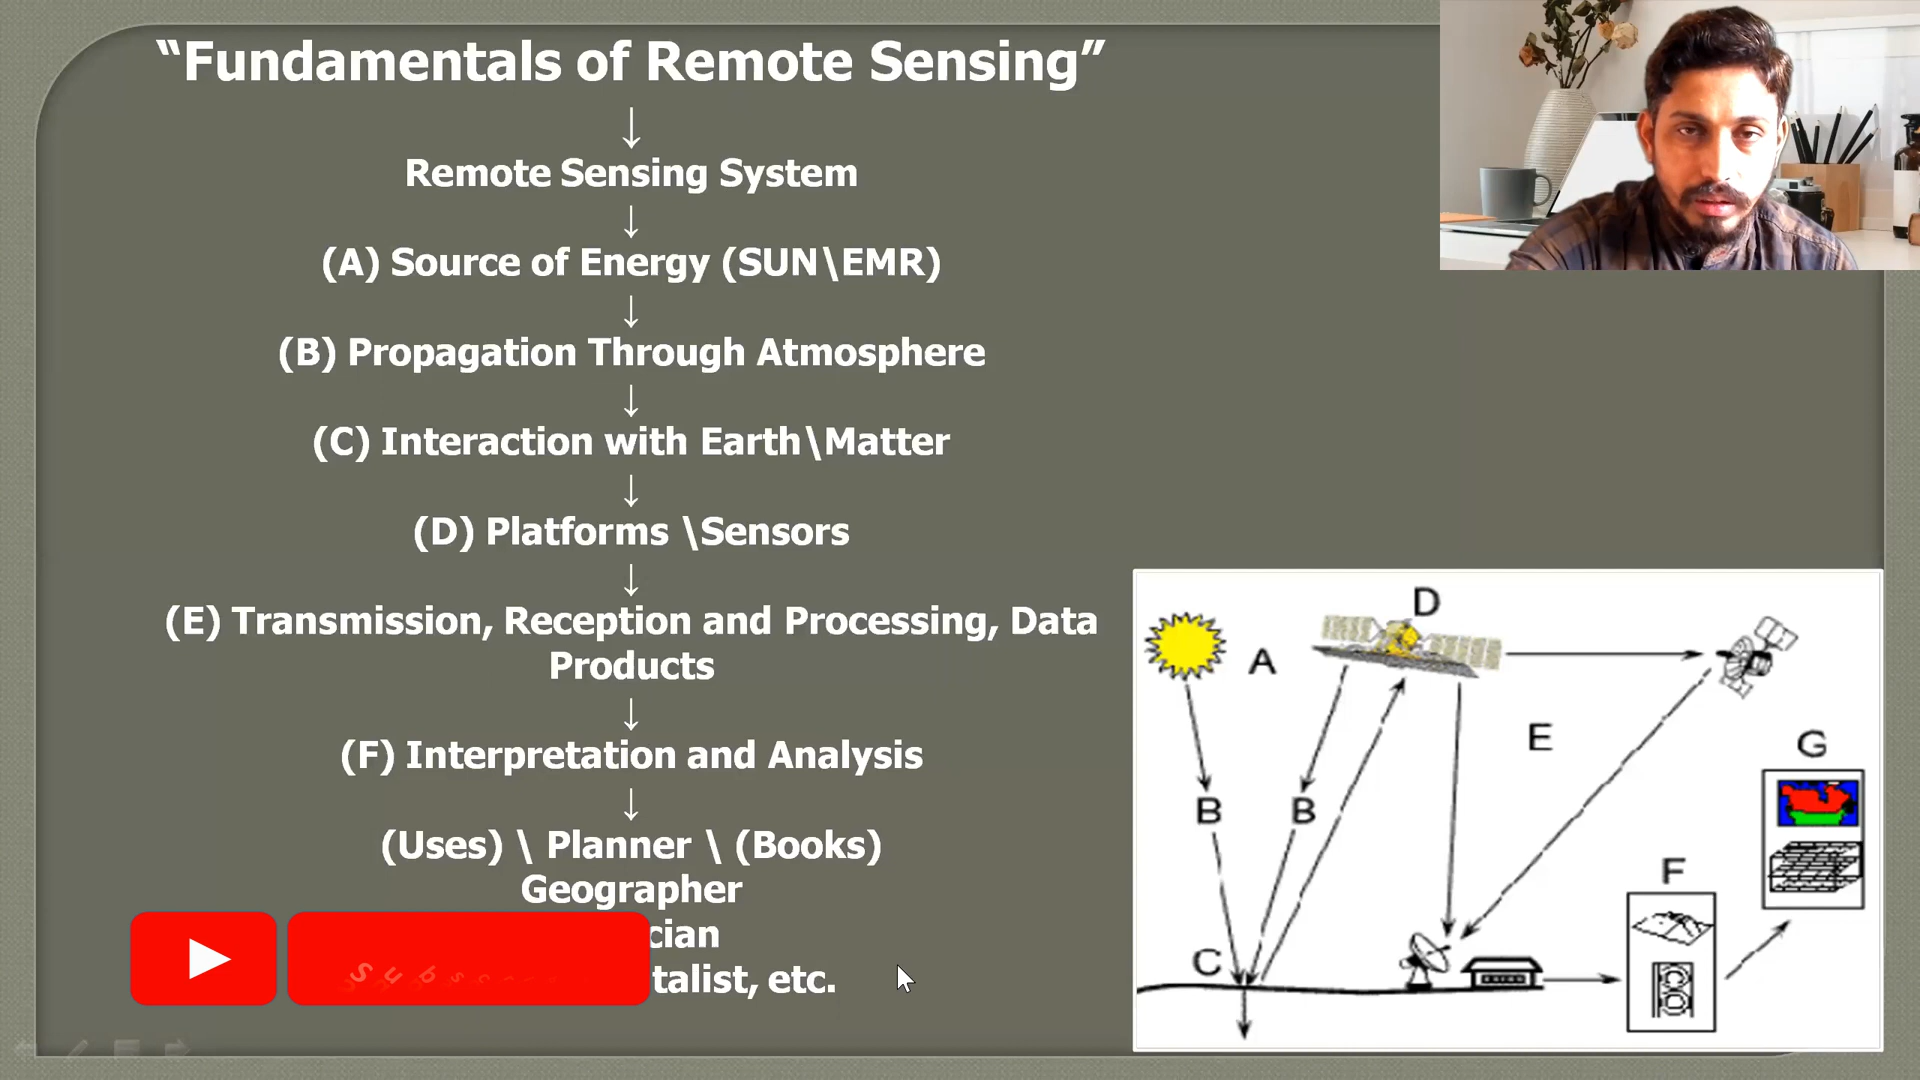 “Fundamentals of Remote Sensing”
↓
Remote Sensing System
↓
(A) Source of Energy (SUN\EMR)
↓
(B) Propagation Through Atmosphere
↓
(C) Interaction with Earth\Matter
↓
(D) Platforms \Sensors
↓
(E) Transmission, Reception and Processing, Data
Products
↓
(F) Interpretation and Analysis
↓
(Uses) \ Planner \ (Books)
Geographer
cian
talist, etc.
D
A
E
G
B
B
F
C